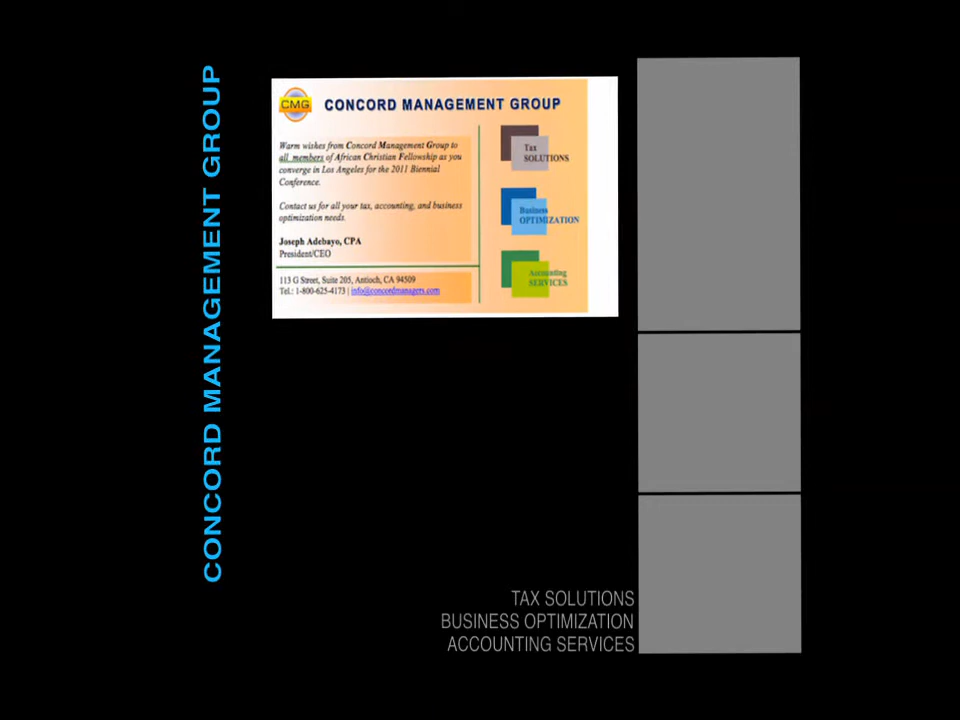 CONCORD MANAGEMENT GROUP
CMG
CONCORD MANAGEMENT GROUP
Warm wishes from Concord Management Group to
all members of African Christian Fellowship as you
converge in Los Angeles for the 2011 Biennial
Conference.
Contact us for all your tax, accounting, and business
optimization needs.
Joseph Adebayo, CPA
President/CEO
113 G Street, Suite 205, Antioch, CA 94509
Tel.: 1-800-625-4173 | info@concordmanagers.com
Tax
SOLUTIONS
Business
OPTIMIZATION
Accounting
SERVICES
TAX SOLUTIONS
BUSINESS OPTIMIZATION
ACCOUNTING SERVICES